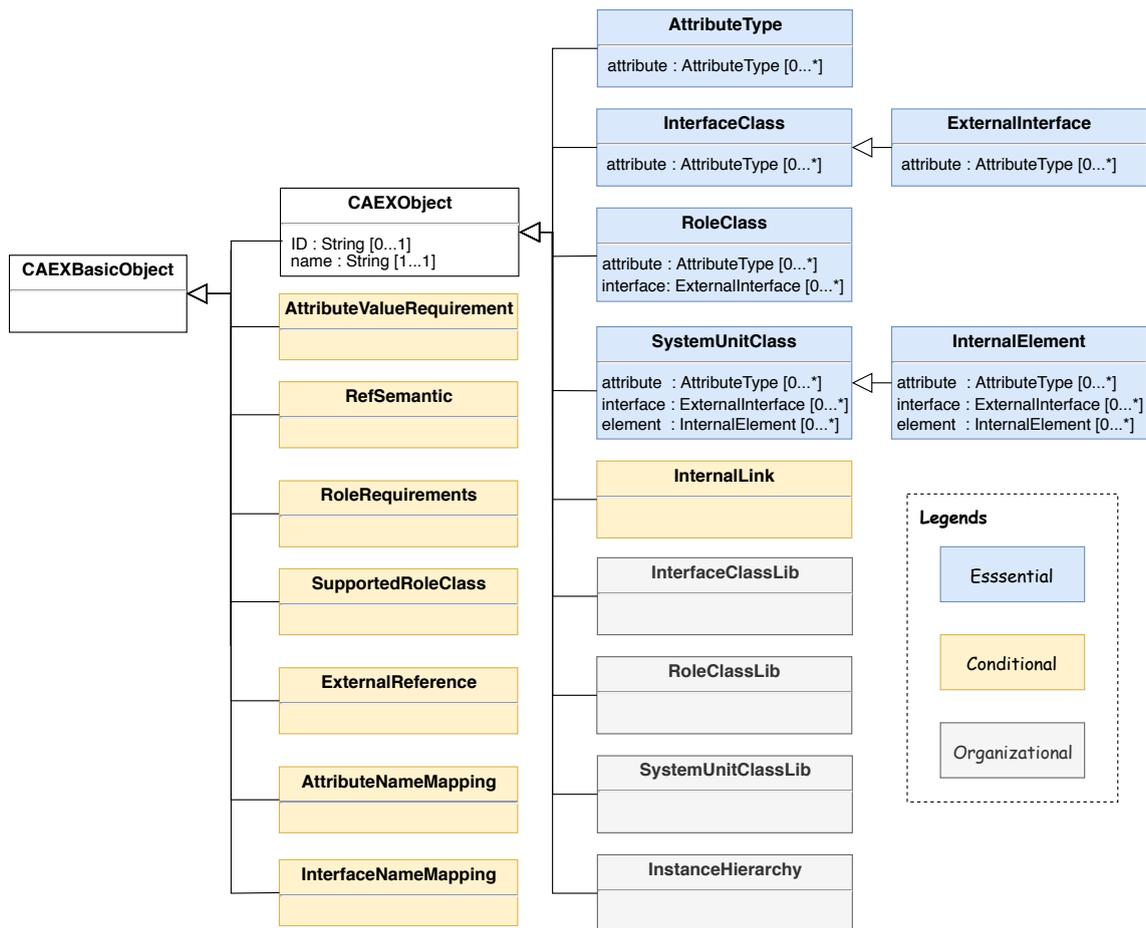 CAEXBasicObject
CAEXObject
ID : String [0...1]
name : String [1...1]
AttributeValueRequirement
RefSemantic
RoleRequirements
SupportedRoleClass
ExternalReference
AttributeNameMapping
InterfaceNameMapping
AttributeType
attribute : AttributeType [0...*]
InterfaceClass
attribute : AttributeType [0...*]
ExternalInterface
attribute : AttributeType [0...*]
RoleClass
attribute : AttributeType [0...*]
interface: ExternalInterface [0...*]
SystemUnitClass
attribute : AttributeType [0...*]
interface : ExternalInterface [0...*]
element : InternalElement [0...*]
InternalElement
attribute : AttributeType [0...*]
interface : ExternalInterface [0...*]
element : InternalElement [0...*]
InternalLink
InterfaceClassLib
RoleClassLib
SystemUnitClassLib
InstanceHierarchy
Legends
Esssential
Conditional
Organizational